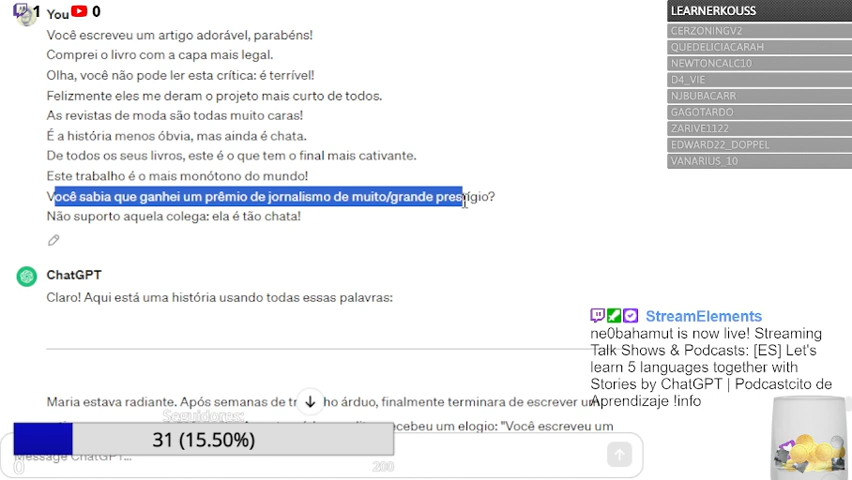 1
0
You
Você escreveu um artigo adorável, parabéns!
Comprei o livro com a capa mais legal.
Olha, você não pode ler esta crítica: é terrível!
Felizmente eles me deram o projeto mais curto de todos.
As revistas de moda são todas muito caras!
É a história menos óbvia, mas ainda é chata.
De todos os seus livros, este é o que tem o final mais cativante.
Este trabalho é o mais monótono do mundo!
Você sabia que ganhei um prêmio de jornalismo de muito/grande prestígio?
Não suporto aquela colega: ela é tão chata!
ChatGPT
Claro! Aqui está uma história usando todas essas palavras:
Maria estava radiante. Após semanas de ho árduo, finalmente terminara de escrever um
Seguidores:
recebeu um elogio: "Você escreveu um
31 (15.50%)
Message ChatGPT...
0
200
LEARNERKOUSS
CERZONINGV2
QUEDELICIACARAH
NEWTONCALC10
D4_VIE
NJBUBACARR
GAGOTARDO
ZARIVE1122
EDWARD22_DOPPEL
VANARIUS_10
StreamElements
ne0bahamut is now live! Streaming
Talk Shows & Podcasts: [ES] Let's
learn 5 languages together with
Stories by ChatGPT | Podcastcito de
Aprendizaje !info